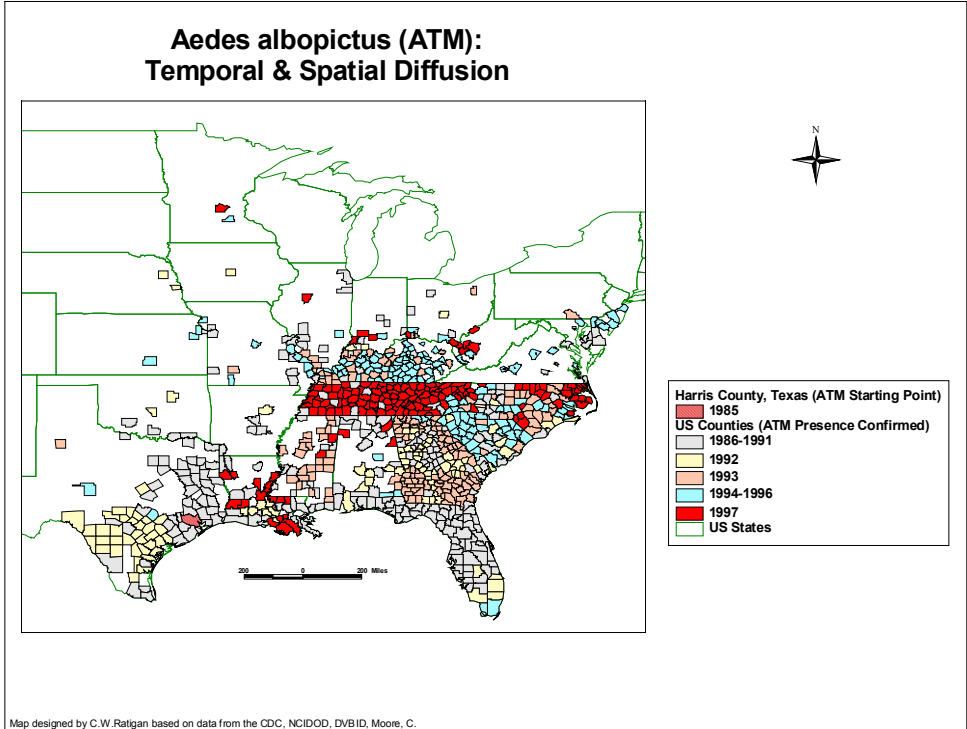 Aedes albopictus (ATM):
Temporal & Spatial Diffusion
N
Harris County, Texas (ATM Starting Point)
1985
US Counties (ATM Presence Confirmed)
1986-1991
1992
1993
1994-1996
1997
US States
200 0 200 Miles
Map designed by C.W.Ratigan based on data from the CDC, NCIDOD, DVBID, Moore, C.